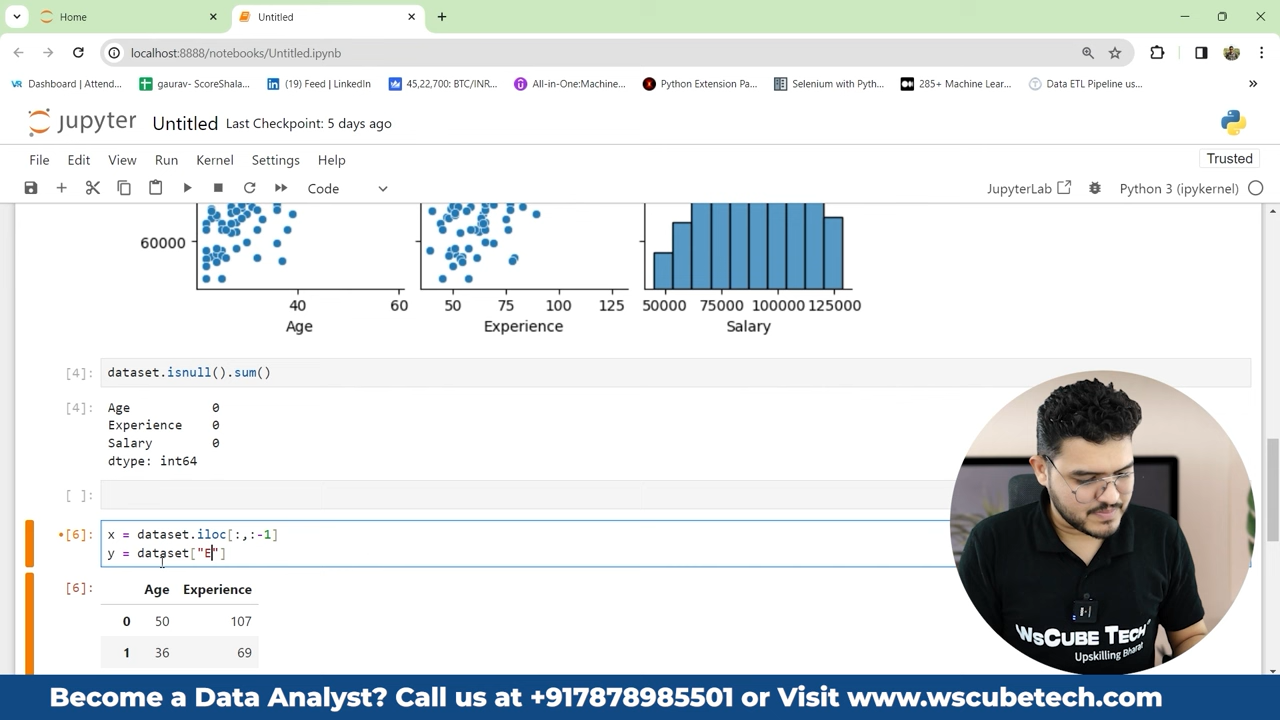 Home
Untitled
localhost:8888/notebooks/Untitled.ipynb
VR Dashboard | Attend...
gaurav- ScoreShala...
(19) Feed | LinkedIn
45,22,700: BTC/INR...
All-in-One:Machine...
Python Extension Pa...
Selenium with Pyth...
285+ Machine Lear...
Data ETL Pipeline us...
jupyter Untitled Last Checkpoint: 5 days ago
File Edit View Run Kernel Settings Help
Trusted
Code
JupyterLab
Python 3 (ipykernel)
60000
40 60
50 75 100 125
50000 75000 100000 125000
Age
Experience
Salary
[4]: dataset.isnull().sum()
[4]: Age 0
Experience 0
Salary 0
dtype: int64
[ ]:
[6]: x = dataset.iloc[:,:-1]
y = dataset["E"]
[6]: Age Experience
0 50 107
1 36 69
WsCUBE TECH
Upskilling Bharat
Become a Data Analyst? Call us at +917878985501 or Visit www.wscubetech.com